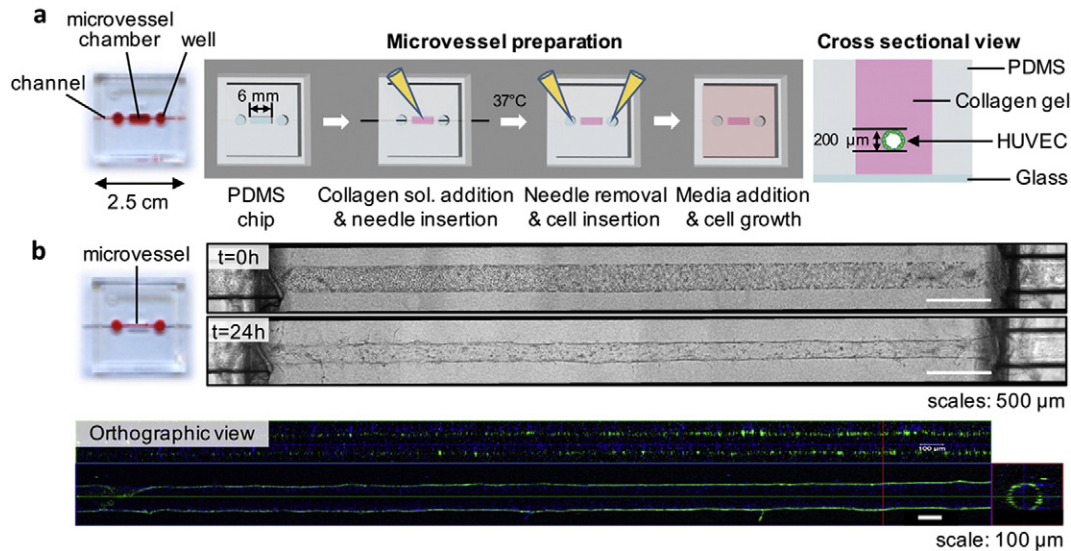 a
microvessel
chamber
well
channel
2.5 cm
Microvessel preparation
6 mm
37°C
PDMS
chip
Collagen sol. addition
& needle insertion
Needle removal
& cell insertion
Media addition
& cell growth
Cross sectional view
PDMS
Collagen gel
200 µm
HUVEC
Glass
b
microvessel
t=0h
t=24h
scales: 500 µm
Orthographic view
100 µm
scale: 100 µm